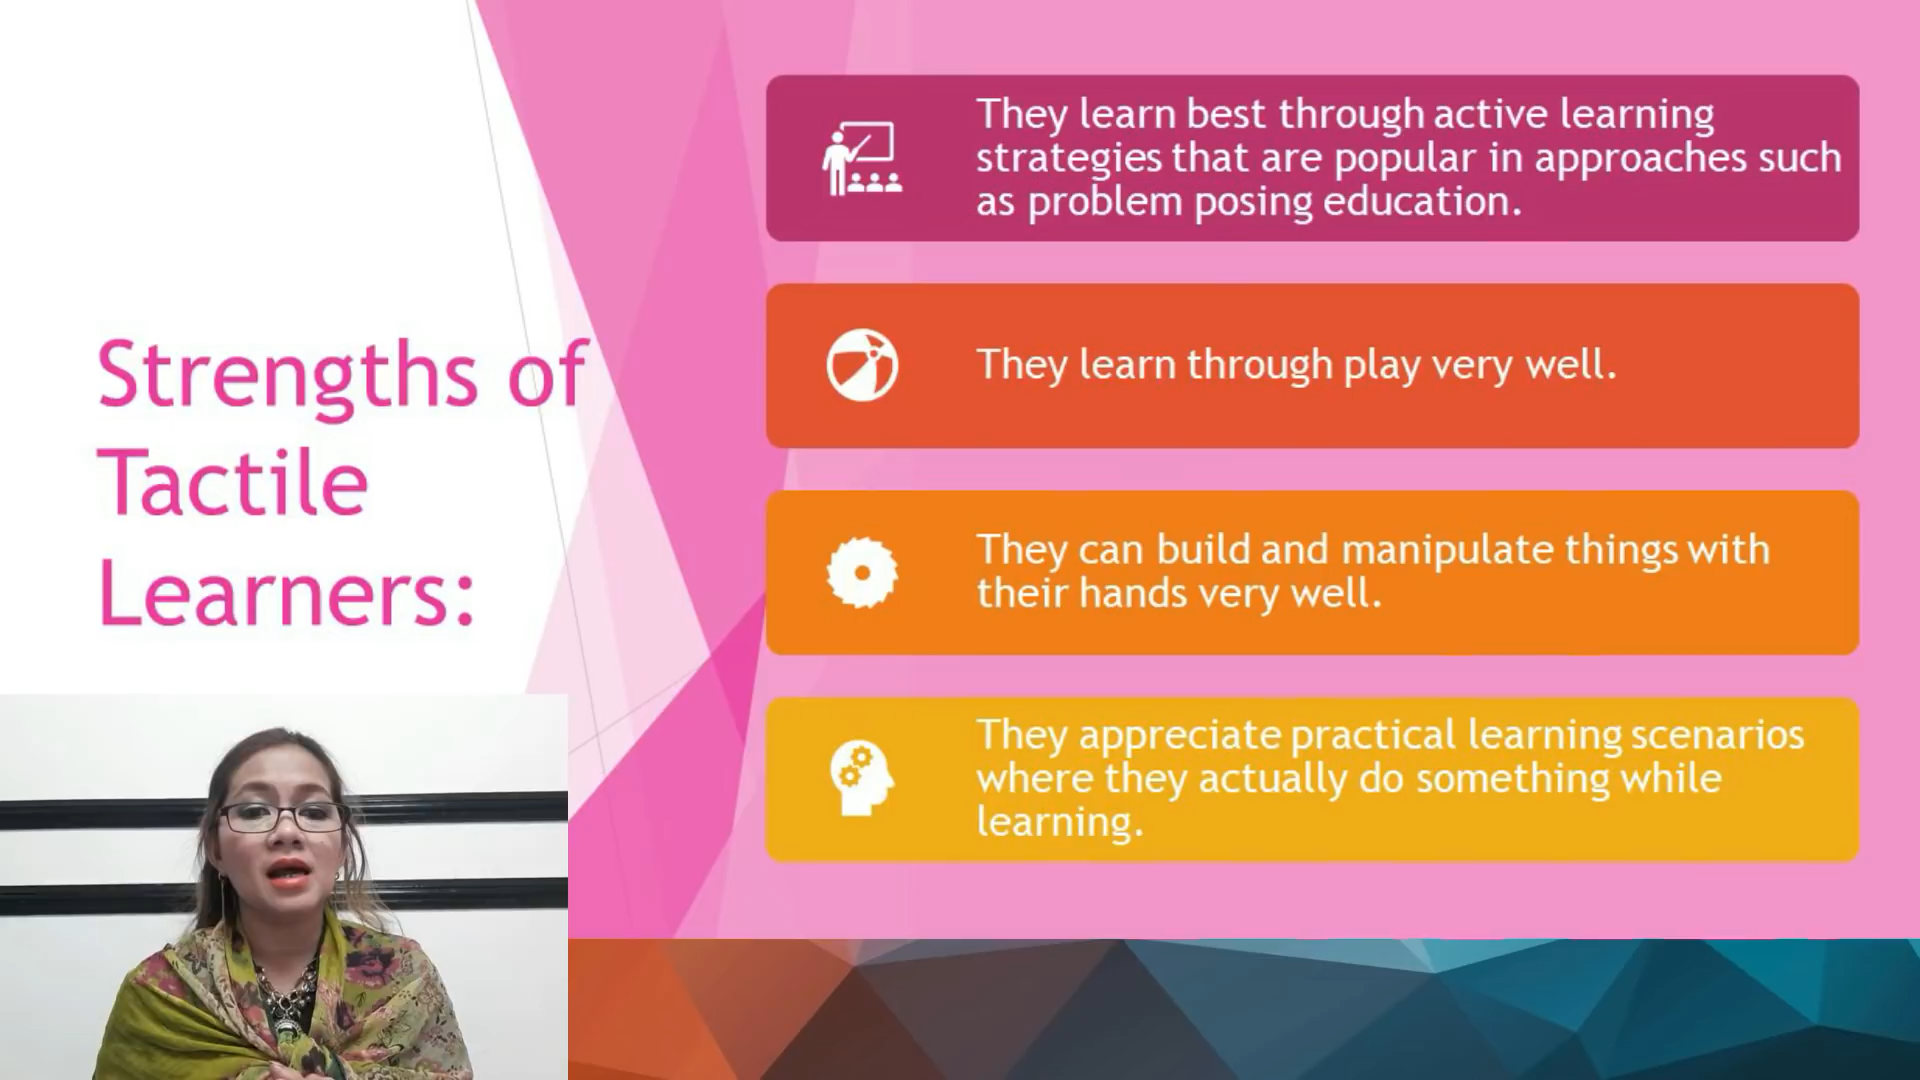 Strengths of
Tactile
Learners:
They learn best through active learning
strategies that are popular in approaches such
as problem posing education.
They learn through play very well.
They can build and manipulate things with
their hands very well.
They appreciate practical learning scenarios
where they actually do something while
learning.